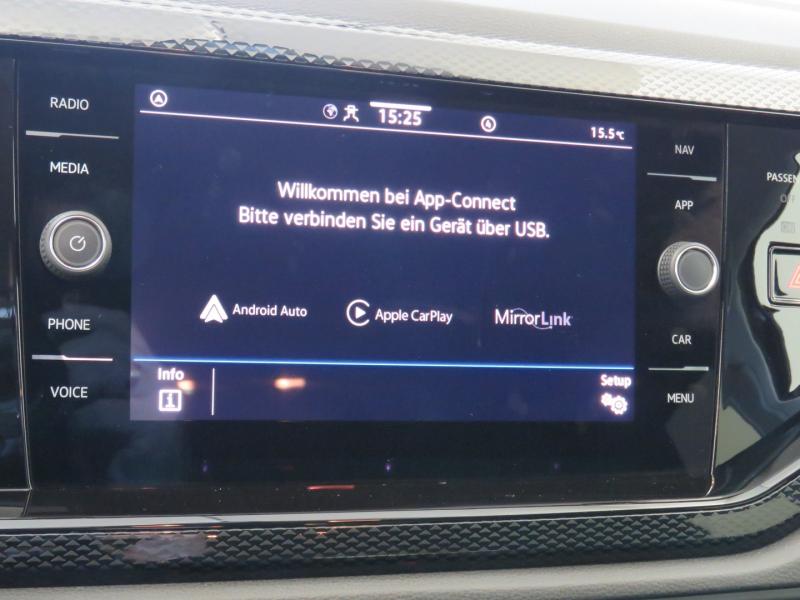 RADIO
MEDIA
PHONE
VOICE
15:25
4
15.5°C
Willkommen bei App-Connect
Bitte verbinden Sie ein Gerät über USB.
Android Auto
Apple CarPlay
MirrorLink
Info
Setup
NAV
APP
CAR
MENU